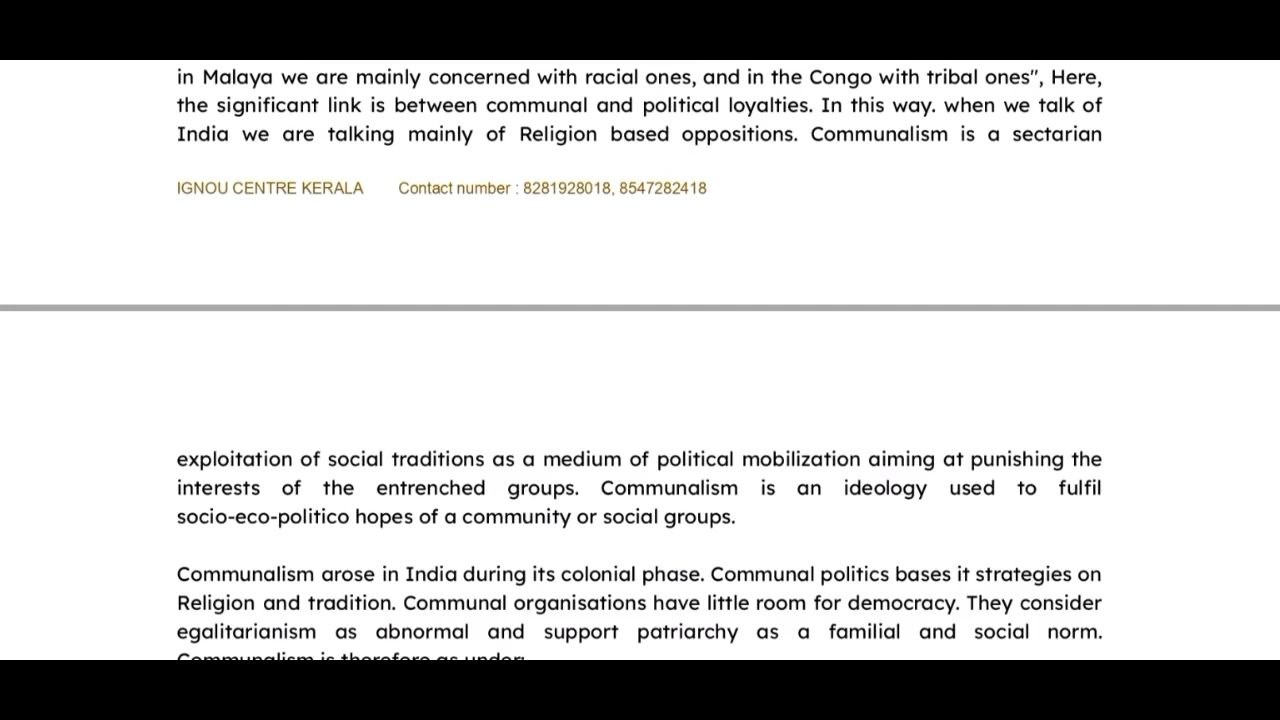 in Malaya we are mainly concerned with racial ones, and in the Congo with tribal ones", Here,
the significant link is between communal and political loyalties. In this way. when we talk of
India we are talking mainly of Religion based oppositions. Communalism is a sectarian
IGNOU CENTRE KERALA Contact number : 8281928018, 8547282418
exploitation of social traditions as a medium of political mobilization aiming at punishing the
interests of the entrenched groups. Communalism is an ideology used to fulfil
socio-eco-politico hopes of a community or social groups.
Communalism arose in India during its colonial phase. Communal politics bases it strategies on
Religion and tradition. Communal organisations have little room for democracy. They consider
egalitarianism as abnormal and support patriarchy as a familial and social norm.
Communalism is therefore as under: